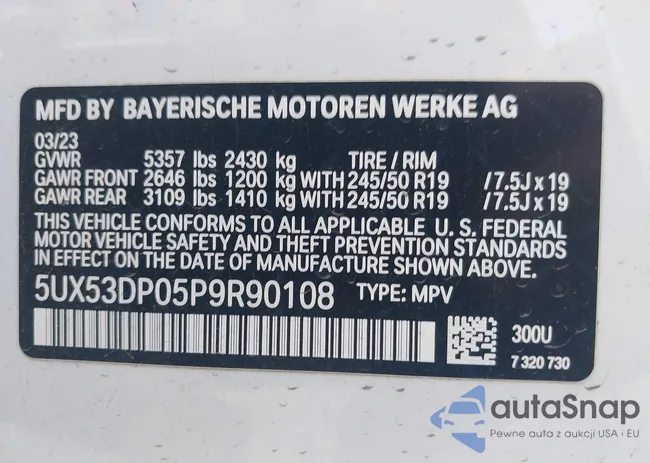 MFD BY BAYERISCHE MOTOREN WERKE AG
03/23
GVWR 5357 lbs 2430 kg TIRE / RIM
GAWR FRONT 2646 lbs 1200 kg WITH 245/50 R19 /7.5J x 19
GAWR REAR 3109 lbs 1410 kg WITH 245/50 R19 /7.5J x 19
THIS VEHICLE CONFORMS TO ALL APPLICABLE U. S. FEDERAL
MOTOR VEHICLE SAFETY AND THEFT PREVENTION STANDARDS
IN EFFECT ON THE DATE OF MANUFACTURE SHOWN ABOVE.
5UX53DP05P9R90108 TYPE: MPV
300U
7 320 730
autaSnap
Pewne auta z aukcji USA i EU